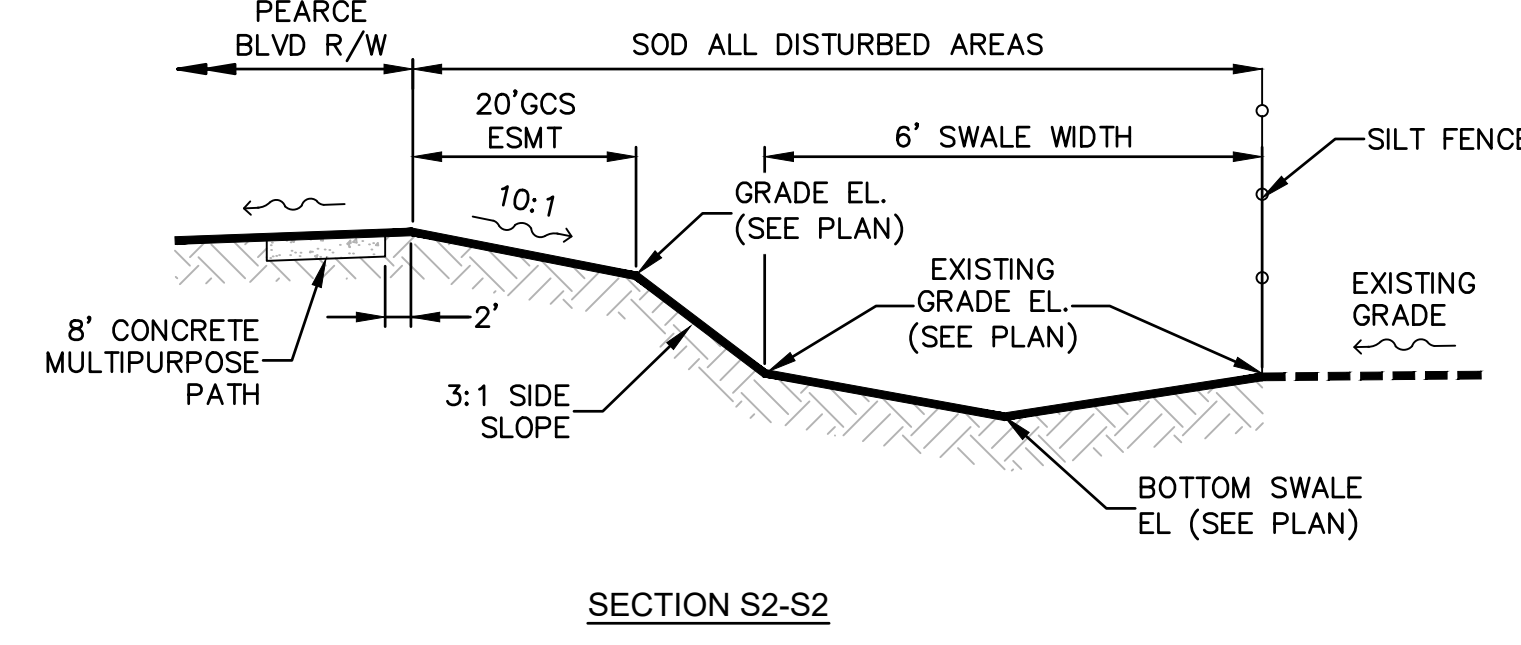 PEARCE
BLVD R/W
SOD ALL DISTURBED AREAS
20'GCS
ESMT
6' SWALE WIDTH
SILT FENCE
10:1
GRADE EL.
(SEE PLAN)
EXISTING
GRADE EL.
(SEE PLAN)
EXISTING
GRADE
2'
8' CONCRETE
MULTIPURPOSE
PATH
3:1 SIDE
SLOPE
BOTTOM SWALE
EL (SEE PLAN)
SECTION S2-S2